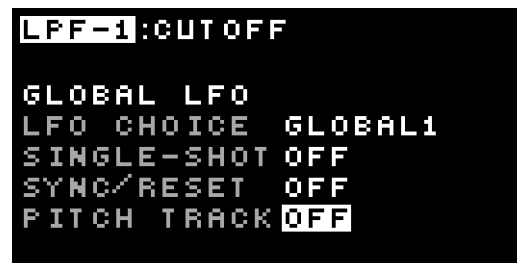 LPF-1:CUTOFF
GLOBAL LFO
LFO CHOICE GLOBAL1
SINGLE-SHOT OFF
SYNC/RESET OFF
PITCH TRACK OFF